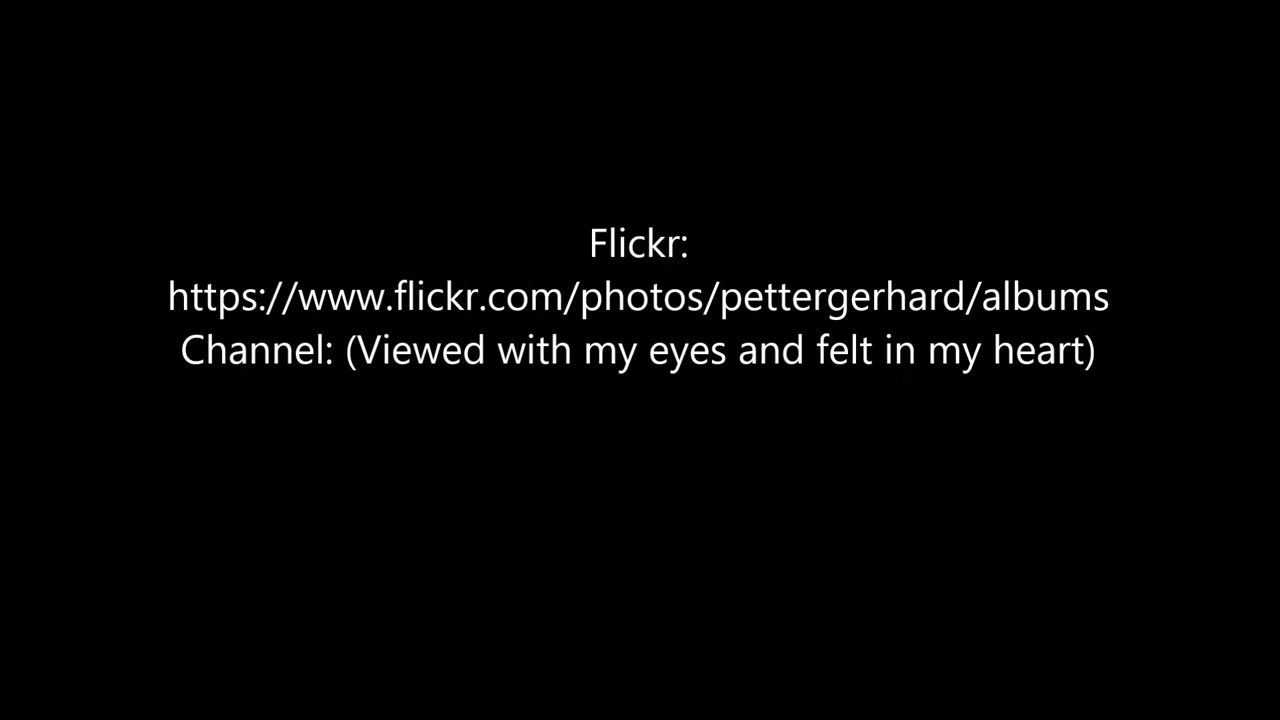 Flickr:
https://www.flickr.com/photos/pettergerhard/albums
Channel: (Viewed with my eyes and felt in my heart)